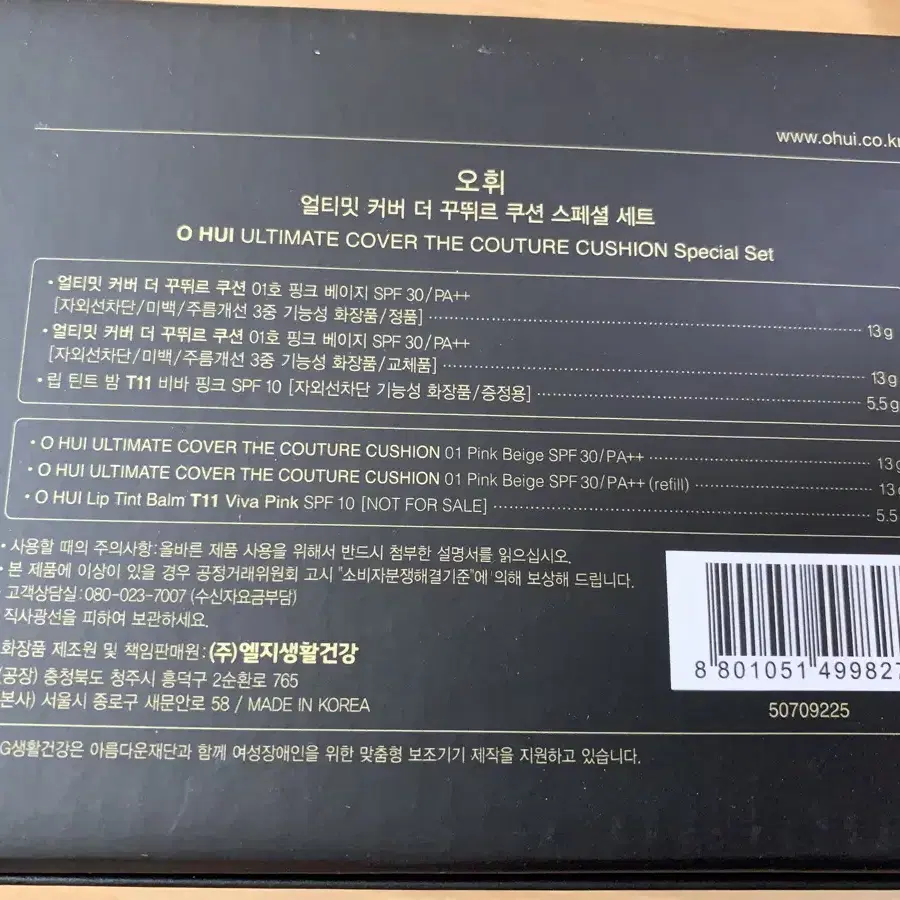 www.ohui.co.kr
오휘
얼티밋 커버 더 꾸뛰르 쿠션 스페셜 세트
O HUI ULTIMATE COVER THE COUTURE CUSHION Special Set
• 얼티밋 커버 더 꾸뛰르 쿠션 01호 핑크 베이지 SPF 30/PA++
[자외선차단/미백/주름개선 3중 기능성 화장품/정품] 13g
• 얼티밋 커버 더 꾸뛰르 쿠션 01호 핑크 베이지 SPF 30/PA++
[자외선차단/미백/주름개선 3중 기능성 화장품/교체품] 13g
• 립 틴트 밤 T11 비바 핑크 SPF 10 [자외선차단 기능성 화장품/증정용] 5.5g
• O HUI ULTIMATE COVER THE COUTURE CUSHION 01 Pink Beige SPF 30/PA++ 13g
• O HUI ULTIMATE COVER THE COUTURE CUSHION 01 Pink Beige SPF 30/PA++ (refill) 13g
• O HUI Lip Tint Balm T11 Viva Pink SPF 10 [NOT FOR SALE] 5.5
• 사용할 때의 주의사항:올바른 제품 사용을 위해서 반드시 첨부한 설명서를 읽으십시오.
• 본 제품에 이상이 있을 경우 공정거래위원회 고시 "소비자분쟁해결기준"에 의해 보상해 드립니다.
• 고객상담실:080-023-7007 (수신자요금부담)
직사광선을 피하여 보관하세요.
화장품 제조원 및 책임판매원:(주)엘지생활건강
(공장) 충청북도 청주시 흥덕구 2순환로 765
본사) 서울시 종로구 새문안로 58 / MADE IN KOREA
G생활건강은 아름다운재단과 함께 여성장애인을 위한 맞춤형 보조기기 제작을 지원하고 있습니다.
8 801051 499827
50709225